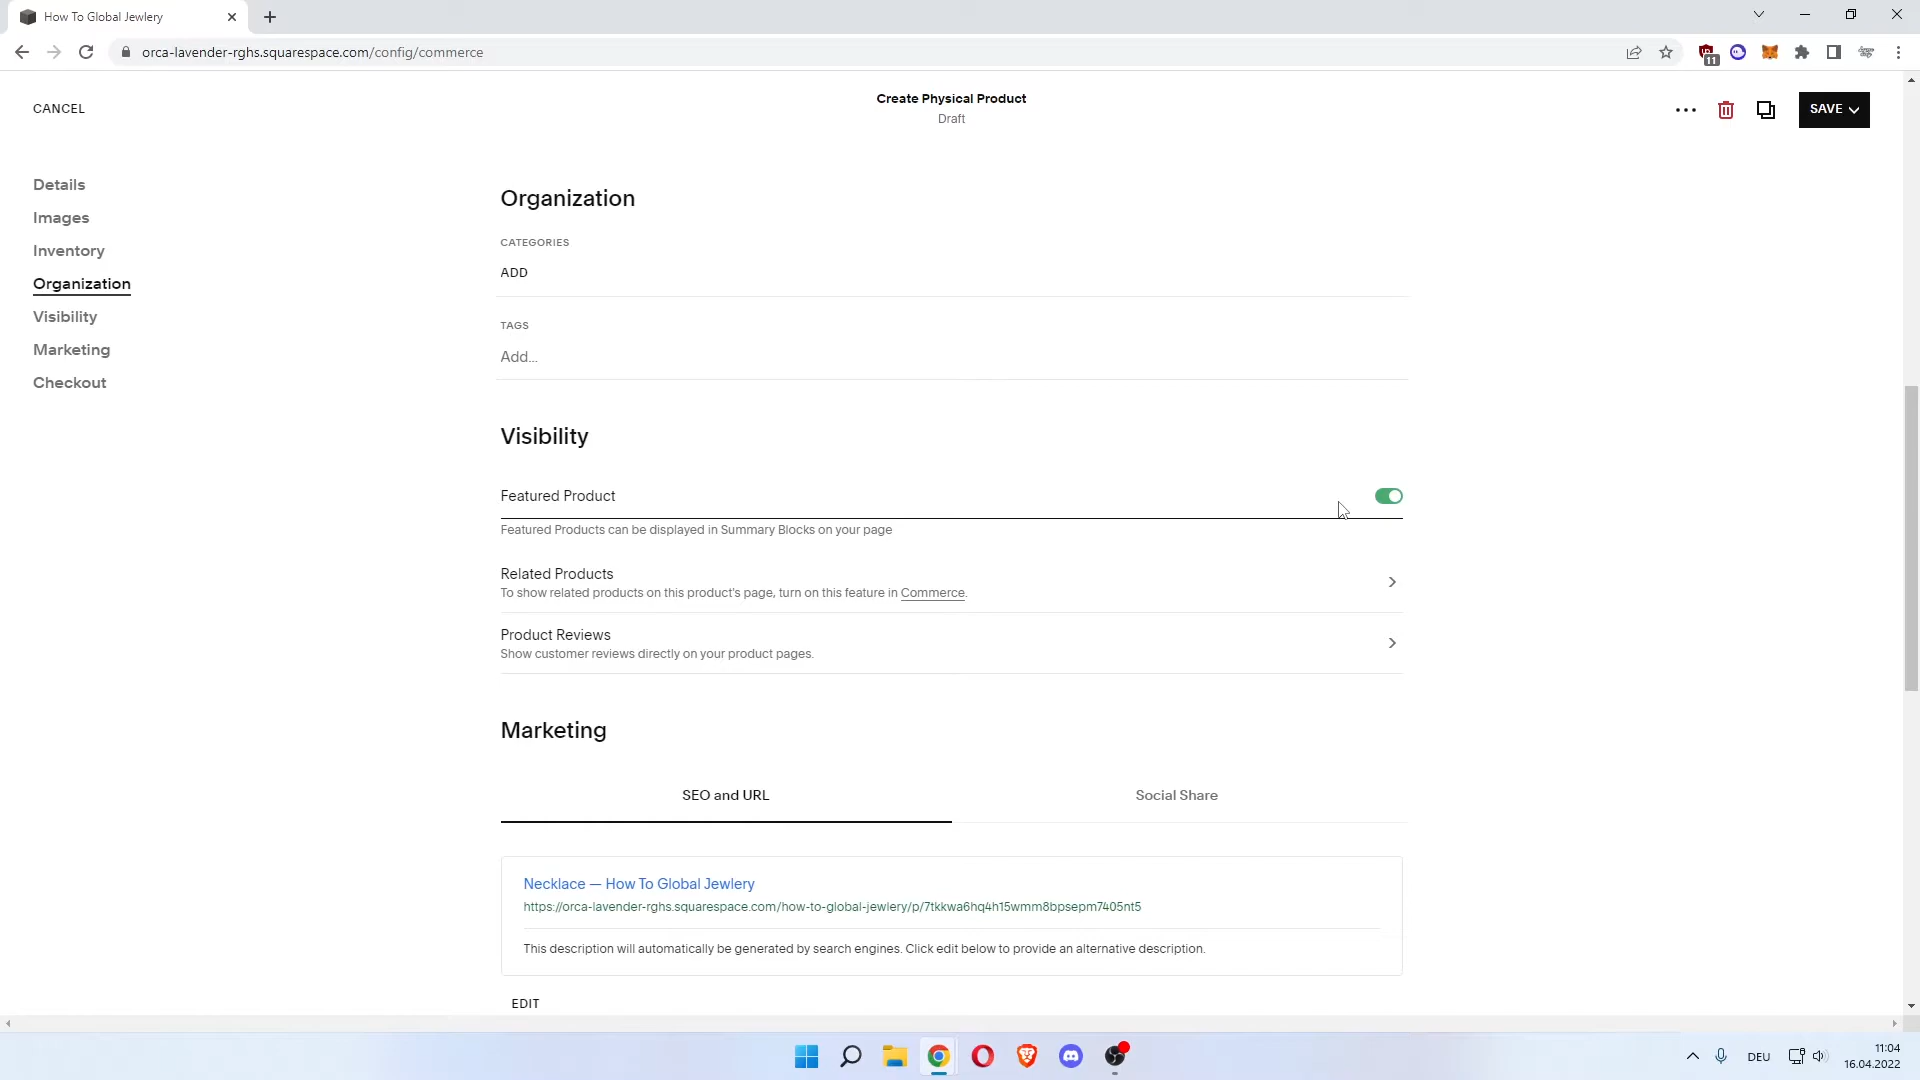 How To Global Jewlery
orca-lavender-rghs.squarespace.com/config/commerce
11
CANCEL
Create Physical Product
Draft
SAVE
Details
Images
Inventory
Organization
Visibility
Marketing
Checkout
Organization
CATEGORIES
ADD
TAGS
Add...
Visibility
Featured Product
Featured Products can be displayed in Summary Blocks on your page
Related Products
To show related products on this product's page, turn on this feature in Commerce.
Product Reviews
Show customer reviews directly on your product pages.
Marketing
SEO and URL
Social Share
Necklace — How To Global Jewlery
https://orca-lavender-rghs.squarespace.com/how-to-global-jewlery/p/7tkkwa6hq4h15wmm8bpsepm7405nt5
This description will automatically be generated by search engines. Click edit below to provide an alternative description.
EDIT
DEU
11:04
16.04.2022